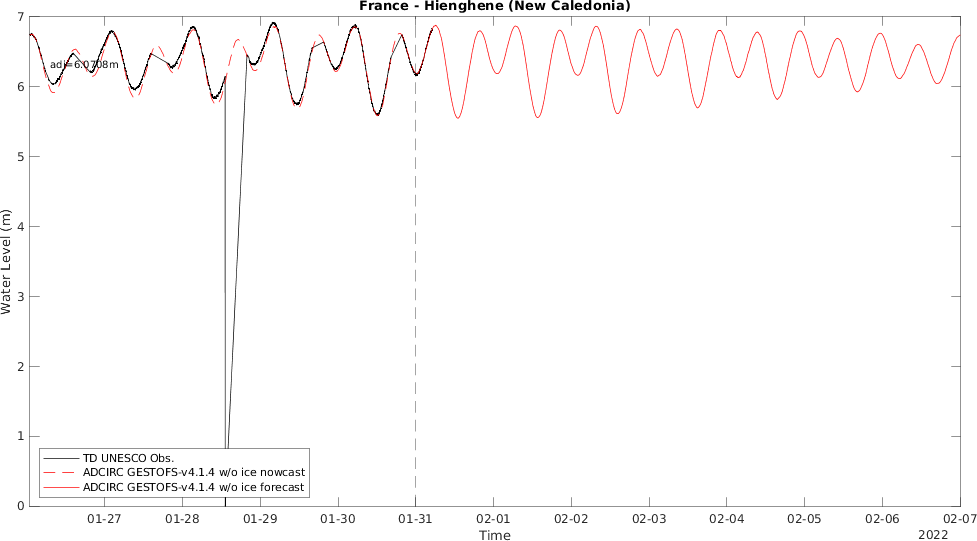 France - Hienghene (New Caledonia)
7
6
5
4
3
2
1
0
Water Level (m)
adj=6.0708m
TD UNESCO Obs.
ADCIRC GESTOFS-v4.1.4 w/o ice nowcast
ADCIRC GESTOFS-v4.1.4 w/o ice forecast
01-27 01-28 01-29 01-30 01-31 02-01 02-02 02-03 02-04 02-05 02-06 02-07
Time
2022